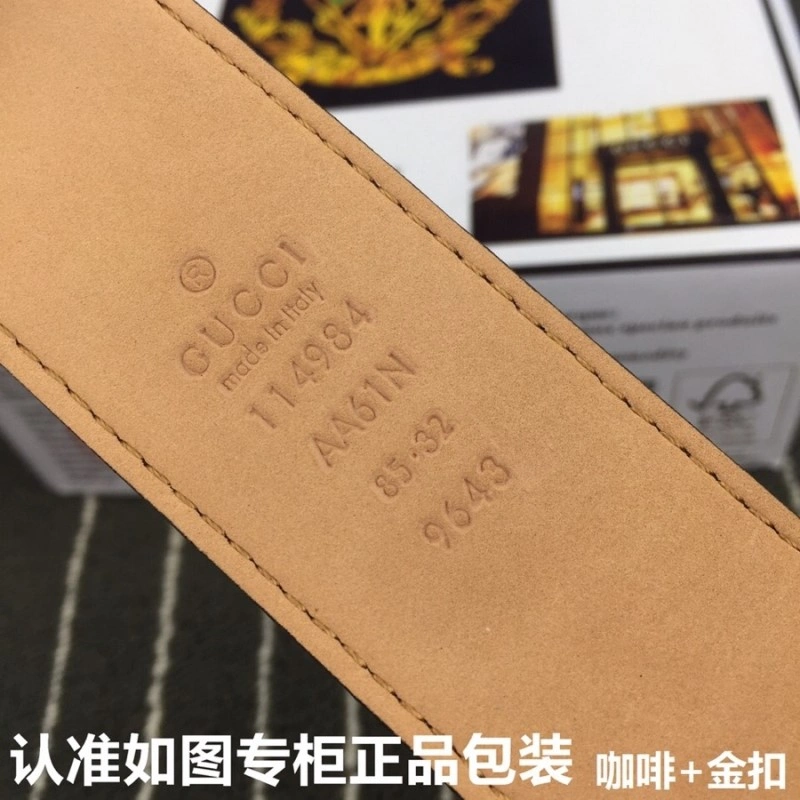 ®
GUCCI
made in italy
114984
AA61N
85·32
9643
认准如图专柜正品包装 咖啡+金扣